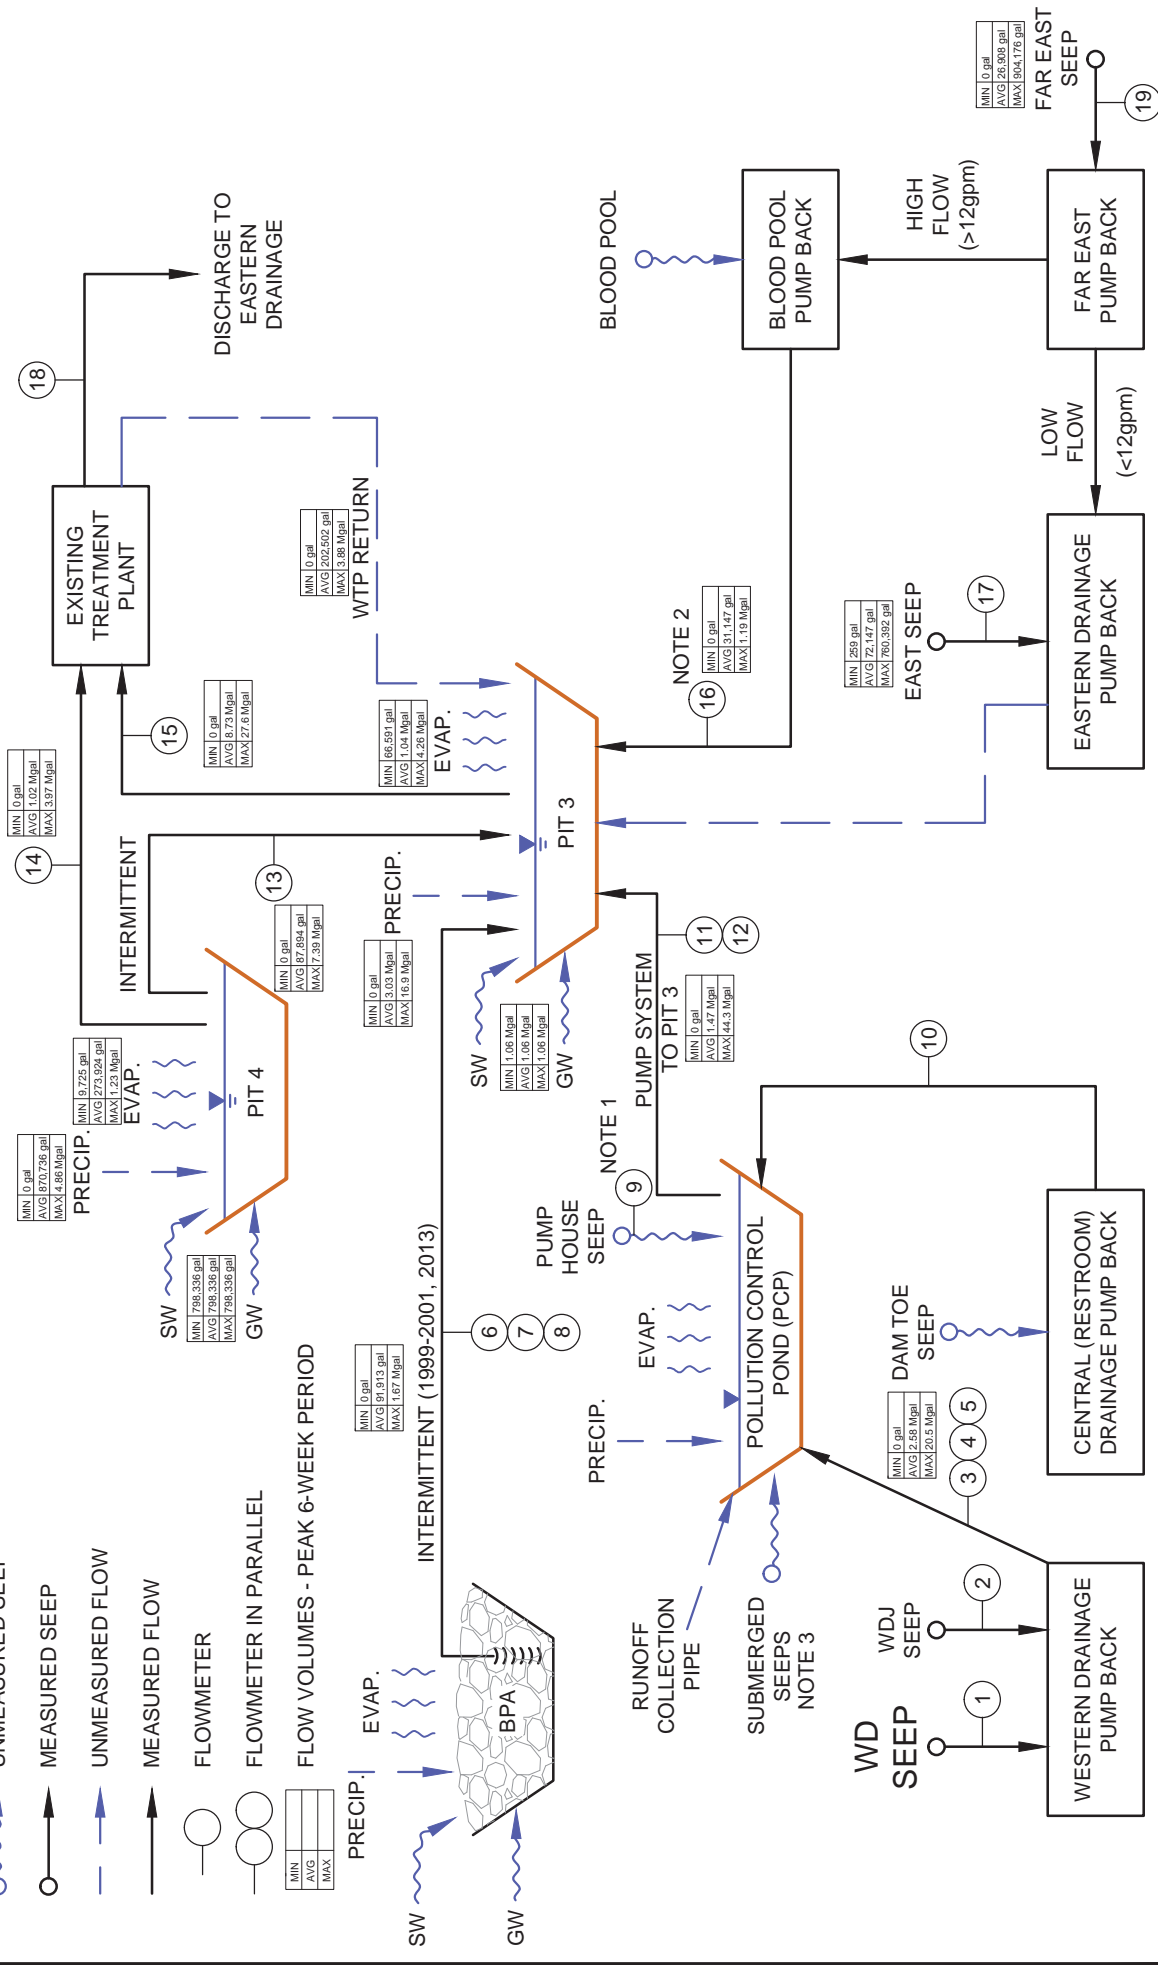 MEASURED SEEP
UNMEASURED FLOW
MEASURED FLOW
FLOWMETER
FLOWMETER IN PARALLEL
FLOW VOLUMES - PEAK 6-WEEK PERIOD
MIN
AVG
MAX
PRECIP.
EVAP.
SW
GW
BPA
INTERMITTENT (1999-2001, 2013)
MIN 0 gal
AVG 91,913 gal
MAX 1.67 Mgal
6
7
8
MIN 0 gal
AVG 870,736 gal
MAX 4.86 Mgal
PRECIP.
MIN 9,725 gal
AVG 273,924 gal
MAX 1.23 Mgal
EVAP.
SW
MIN 798,336 gal
AVG 798,336 gal
MAX 798,336 gal
GW
PIT 4
INTERMITTENT
14
MIN 0 gal
AVG 1.02 Mgal
MAX 3.97 Mgal
13
MIN 0 gal
AVG 87,894 gal
MAX 7.39 Mgal
EXISTING
TREATMENT
PLANT
18
DISCHARGE TO
EASTERN
DRAINAGE
15
MIN 0 gal
AVG 8.73 Mgal
MAX 27.6 Mgal
MIN 0 gal
AVG 202,502 gal
MAX 3.88 Mgal
WTP RETURN
MIN 0 gal
AVG 3.03 Mgal
MAX 16.9 Mgal
PRECIP.
MIN 66,591 gal
AVG 1.04 Mgal
MAX 4.26 Mgal
EVAP.
SW
MIN 1.06 Mgal
AVG 1.06 Mgal
MAX 1.06 Mgal
GW
PIT 3
NOTE 2
16
MIN 0 gal
AVG 31,147 gal
MAX 1.19 Mgal
BLOOD POOL
BLOOD POOL
PUMP BACK
HIGH
FLOW
(>12gpm)
PRECIP.
EVAP.
PUMP
HOUSE
SEEP
9
NOTE 1
PUMP SYSTEM
TO PIT 3
11
12
MIN 0 gal
AVG 1.47 Mgal
MAX 44.3 Mgal
RUNOFF
COLLECTION
PIPE
SUBMERGED
SEEPS
NOTE 3
POLLUTION CONTROL
POND (PCP)
10
WD
SEEP
1
WDJ
SEEP
2
WESTERN DRAINAGE
PUMP BACK
MIN 0 gal
AVG 2.58 Mgal
MAX 20.5 Mgal
3
4
5
DAM TOE
SEEP
CENTRAL (RESTROOM)
DRAINAGE PUMP BACK
MIN 259 gal
AVG 72,147 gal
MAX 760,392 gal
EAST SEEP
17
EASTERN DRAINAGE
PUMP BACK
LOW
FLOW
(<12gpm)
FAR EAST
PUMP BACK
MIN 0 gal
AVG 26,908 gal
MAX 904,176 gal
FAR EAST
SEEP
19